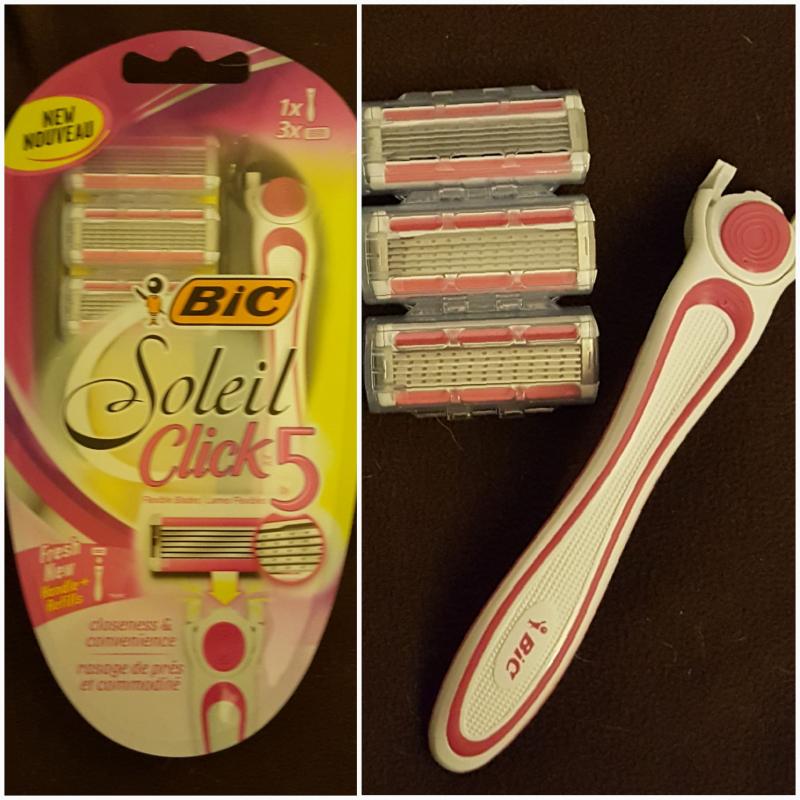 NEW
NOUVEAU
1x
3x
BiC
Soleil
Click 5
Flexible Blades Lames Flexibles
Fresh
New
Handle+
Refills
closeness &
convenience
rasage de près
et commodité
BiC